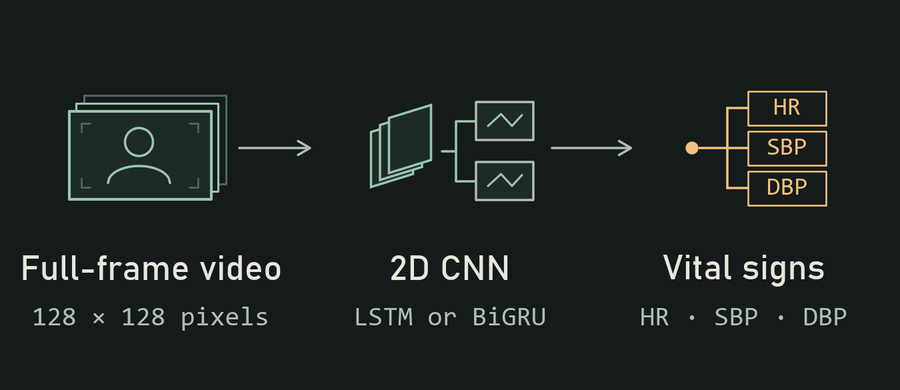 HR
SBP
DBP
Full-frame video
128 × 128 pixels
2D CNN
LSTM or BiGRU
Vital signs
HR · SBP · DBP